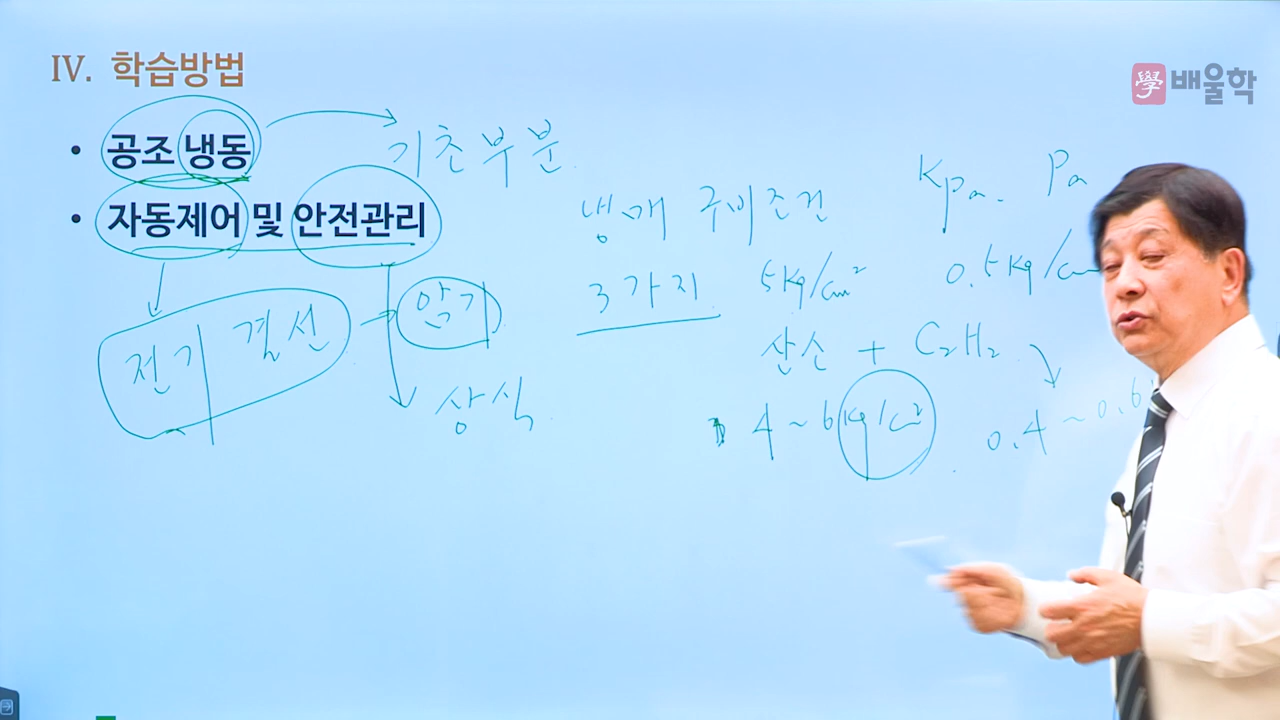 IV. 학습방법
學 배울학
• 공조 냉동
기초부분
• 자동제어 및 안전관리
냉매 구비조건
Kpa. Pa
3가지
5kg/cm²
0.5kg/cm
전기 결선
암기
산소 + C₂H₂
상식
4~6kg/cm²
0.4~0.6